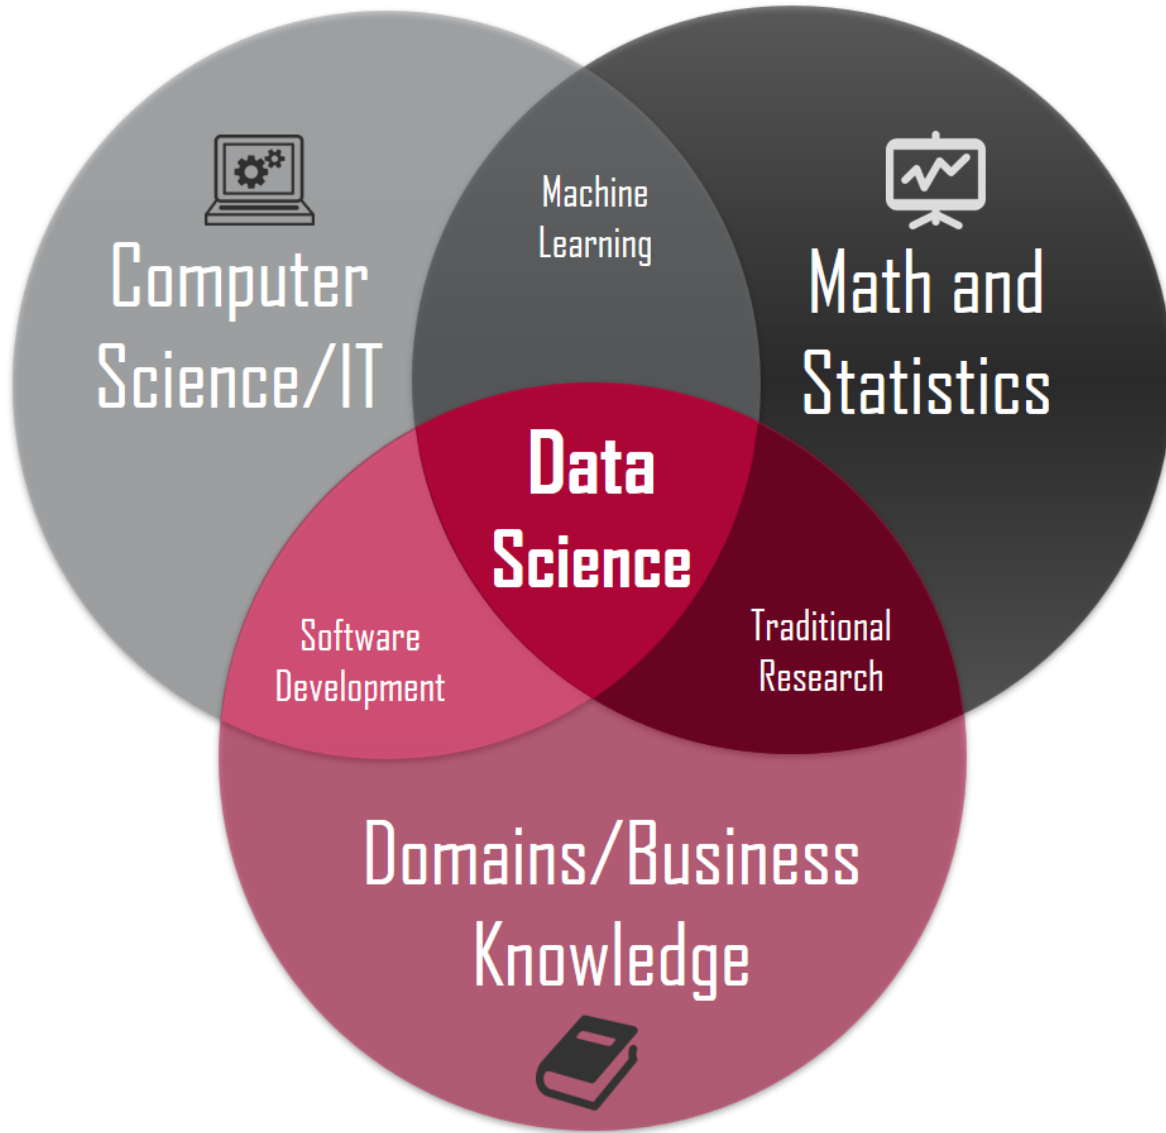 Machine
Learning
Computer
Science/IT
Math and
Statistics
Data
Science
Software
Development
Traditional
Research
Domains/Business
Knowledge